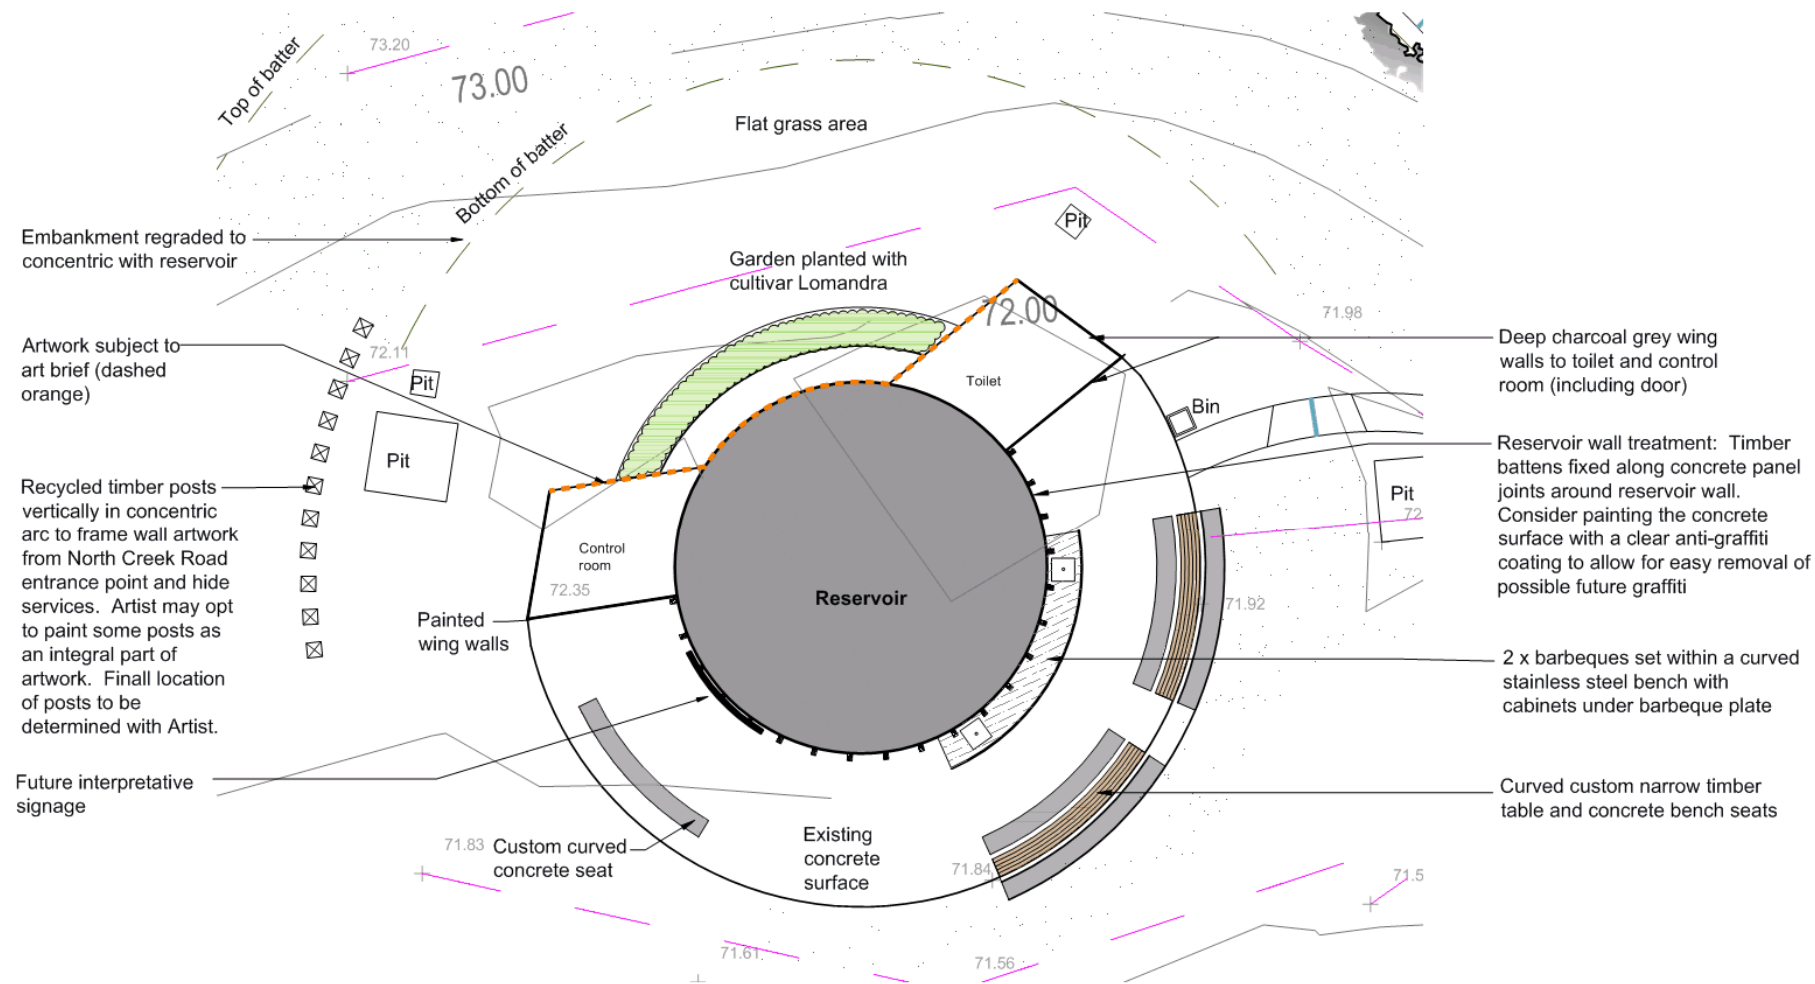 73.20
Top of batter
73.00
Flat grass area
Bottom of batter
Pit
Embankment regraded to
concentric with reservoir
Garden planted with
cultivar Lomandra
72.00
71.98
Artwork subject to
art brief (dashed
orange)
72.11
Pit
Toilet
Deep charcoal grey wing
walls to toilet and control
room (including door)
Bin
Pit
Reservoir wall treatment: Timber
battens fixed along concrete panel
joints around reservoir wall.
Consider painting the concrete
surface with a clear anti-graffiti
coating to allow for easy removal of
possible future graffiti
Pit
72
Recycled timber posts
vertically in concentric
arc to frame wall artwork
from North Creek Road
entrance point and hide
services. Artist may opt
to paint some posts as
an integral part of
artwork. Finall location
of posts to be
determined with Artist.
Control
room
72.35
Reservoir
71.92
Painted
wing walls
2 x barbeques set within a curved
stainless steel bench with
cabinets under barbeque plate
Future interpretative
signage
Curved custom narrow timber
table and concrete bench seats
71.83
Custom curved
concrete seat
Existing
concrete
surface
71.84
71.5
71.61
71.56